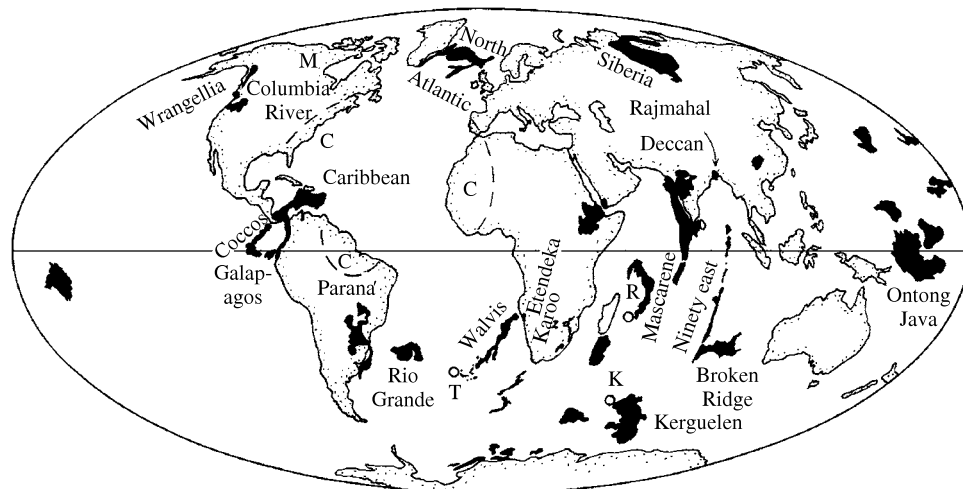 North
Atlantic
Siberia
M
Wrangellia
Columbia
River
Rajmahal
Deccan
C
Caribbean
C
Coccos
C
Galap-
agos
Parana
Walvis
Etendeka
Karoo
R
Mascarene
Ninety east
Ontong
Java
Rio
Grande
T
K
Kerguelen
Broken
Ridge